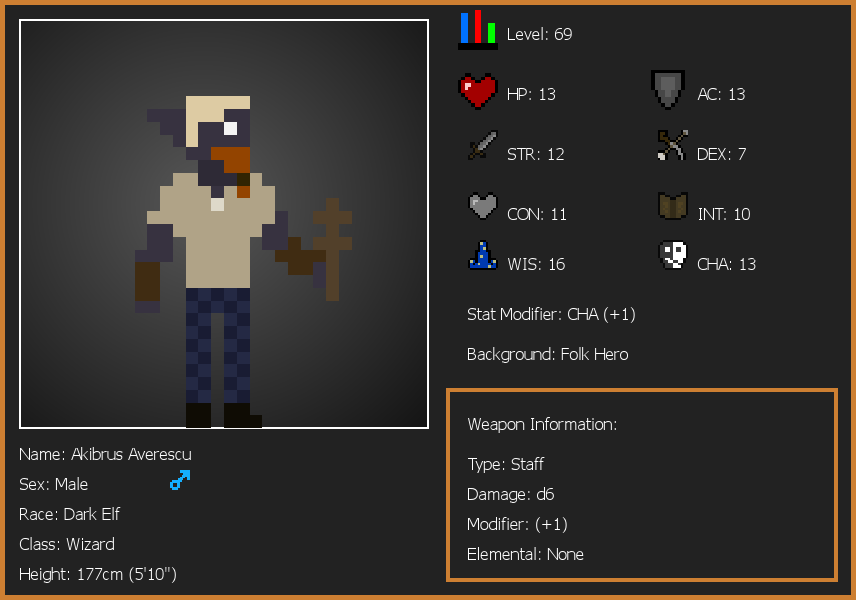 Level: 69
HP: 13
AC: 13
STR: 12
DEX: 7
CON: 11
INT: 10
WIS: 16
CHA: 13
Stat Modifier: CHA (+1)
Background: Folk Hero
Weapon Information:
Type: Staff
Damage: d6
Modifier: (+1)
Elemental: None
Name: Akibrus Averescu
Sex: Male
Race: Dark Elf
Class: Wizard
Height: 177cm (5'10")